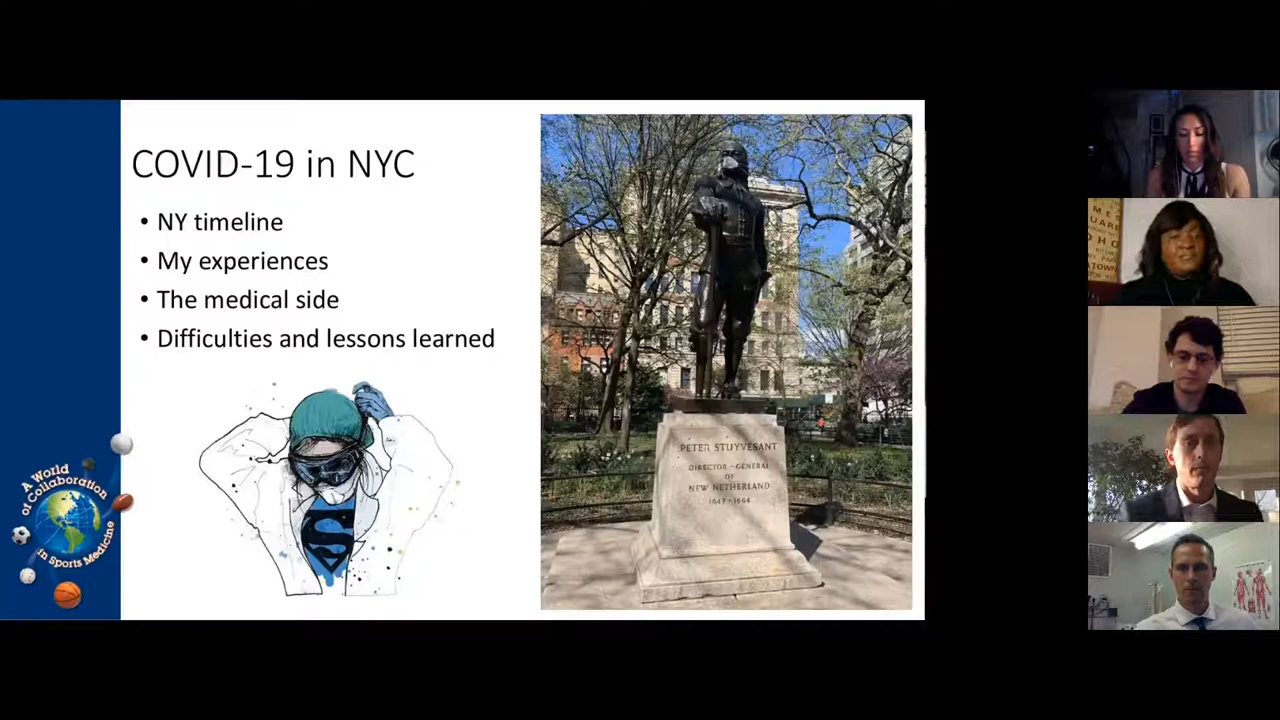 COVID-19 in NYC
• NY timeline
• My experiences
• The medical side
• Difficulties and lessons learned
A World
of Collaboration
in Sports Medicine
PETER STUYVESANT
DIRECTOR-GENERAL
OF
NEW NETHERLAND
1647-1664